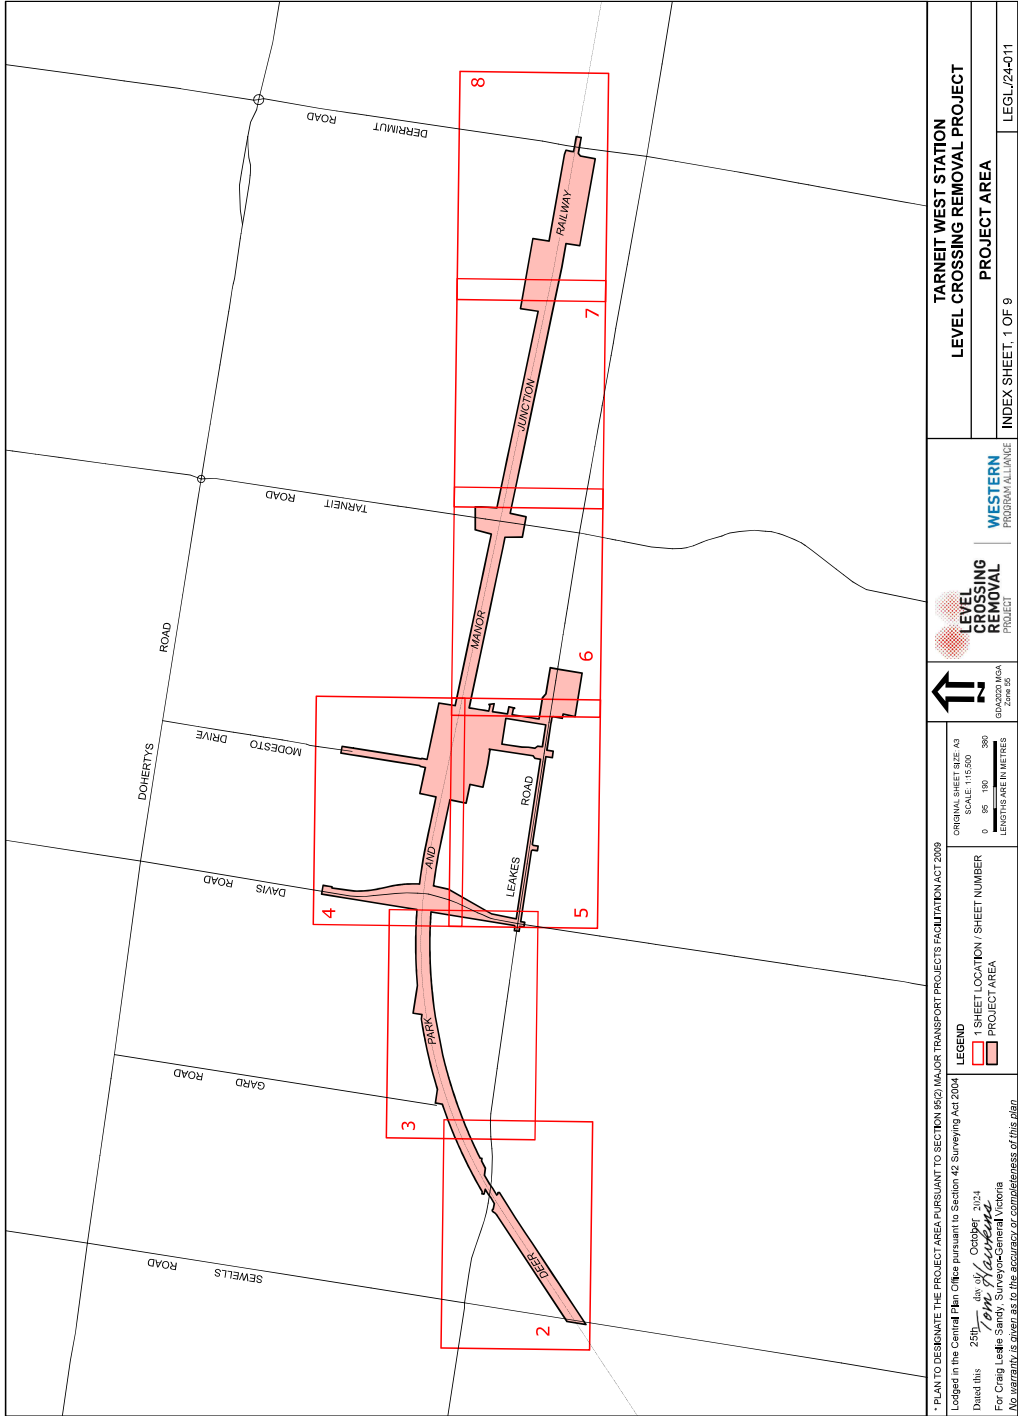 DOHERTYS
ROAD
SEWELLS
ROAD
GARD
ROAD
DAVIS
ROAD
MODESTO
DRIVE
TARNEIT
ROAD
DERRIMUT
ROAD
LEAKES
ROAD
DEER
PARK
AND
MANOR
JUNCTION
RAILWAY
2
3
4
5
6
7
8
* PLAN TO DESIGNATE THE PROJECT AREA PURSUANT TO SECTION 95(2) MAJOR TRANSPORT PROJECTS FACILITATION ACT 2009
Lodged in the Central Plan Office pursuant to Section 42 Surveying Act 2004
Dated this 25th day of October 2024
Tom Hawkins
For Craig Leslie Sandy, Surveyor-General Victoria
No warranty is given as to the accuracy or completeness of this plan
LEGEND
1 SHEET LOCATION / SHEET NUMBER
PROJECT AREA
ORIGINAL SHEET SIZE: A3
SCALE: 1:15,500
0 95 190 380
LENGTHS ARE IN METRES
N
GDA2020 MGA
Zone 55
LEVEL
CROSSING
REMOVAL
PROJECT
WESTERN
PROGRAM ALLIANCE
TARNEIT WEST STATION
LEVEL CROSSING REMOVAL PROJECT
PROJECT AREA
INDEX SHEET, 1 OF 9
LEGL./24-011